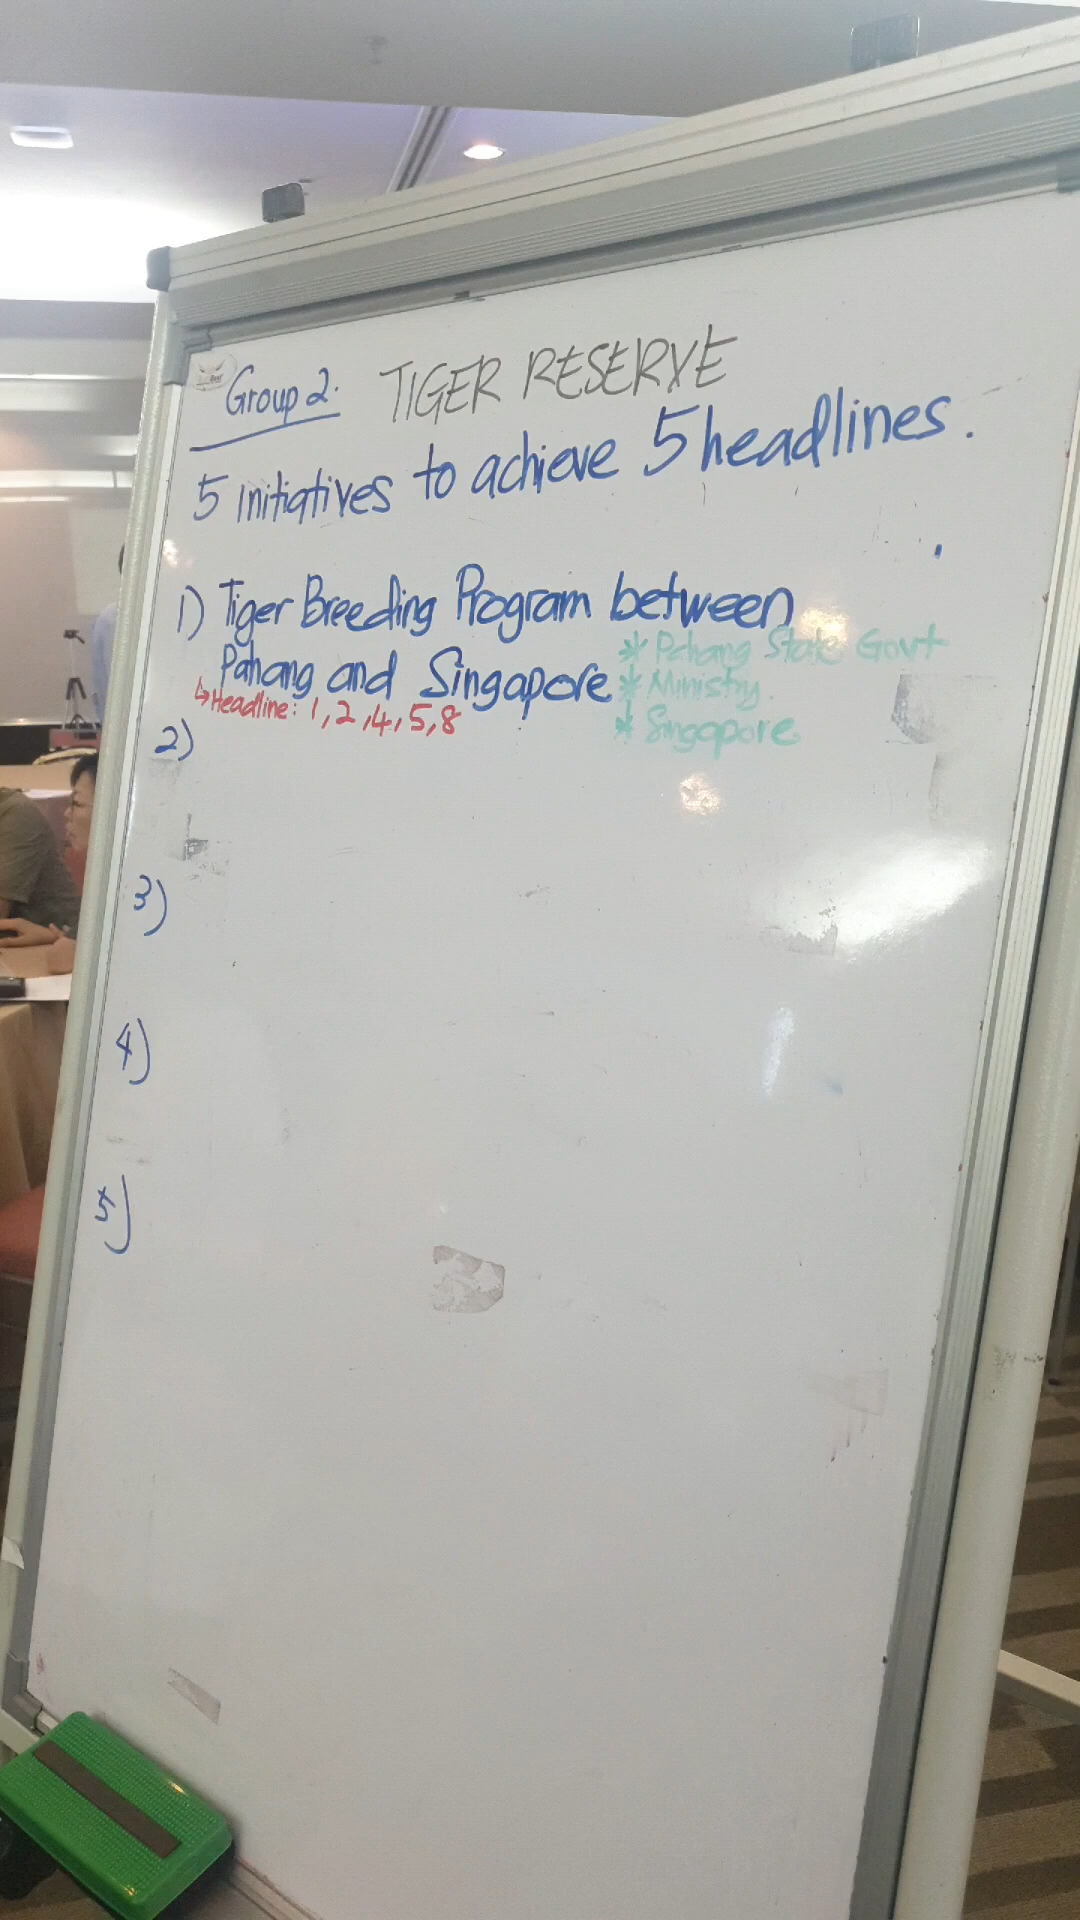 Group 2: TIGER RESERVE
5 initiatives to achieve 5 headlines.
1) Tiger Breeding Program between
Pahang and Singapore
* Pahang State Govt
* Ministry.
* Singapore
↳ Headline: 1, 2, 4, 5, 8
2)
3)
4)
5)